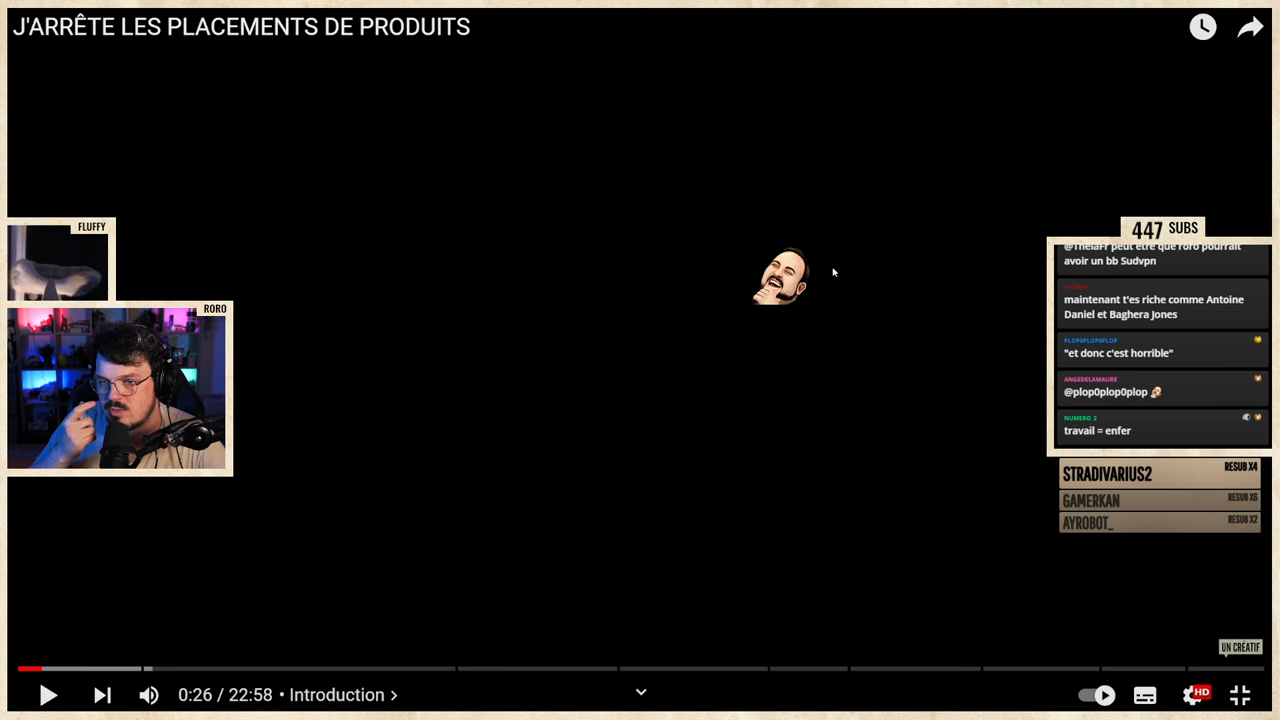 J'ARRÊTE LES PLACEMENTS DE PRODUITS
FLUFFY
RORO
447 SUBS
@TheiaFr peut être que roro pourrait
avoir un bb Sudvpn
maintenant t'es riche comme Antoine
Daniel et Baghera Jones
PLOP0PLOP0PLOP
"et donc c'est horrible"
ANGEDELAMAURE
@plop0plop0plop
NUMERO 2
travail = enfer
STRADIVARIUS2 RESUB X4
GAMERKAN RESUB X6
AYROBOT_ RESUB X2
UN CRÉATIF
0:26 / 22:58 • Introduction >
HD